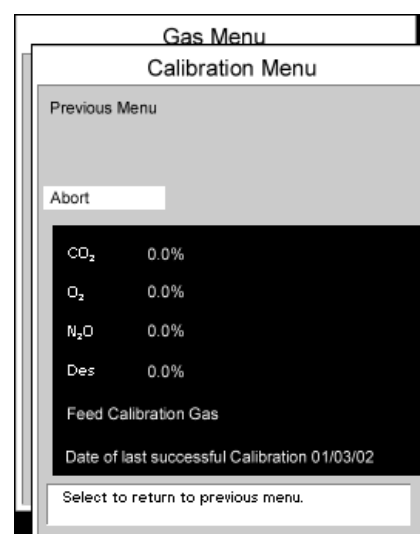 Gas Menu
Calibration Menu
Previous Menu
Abort
CO₂ 0.0%
O₂ 0.0%
N₂O 0.0%
Des 0.0%
Feed Calibration Gas
Date of last successful Calibration 01/03/02
Select to return to previous menu.